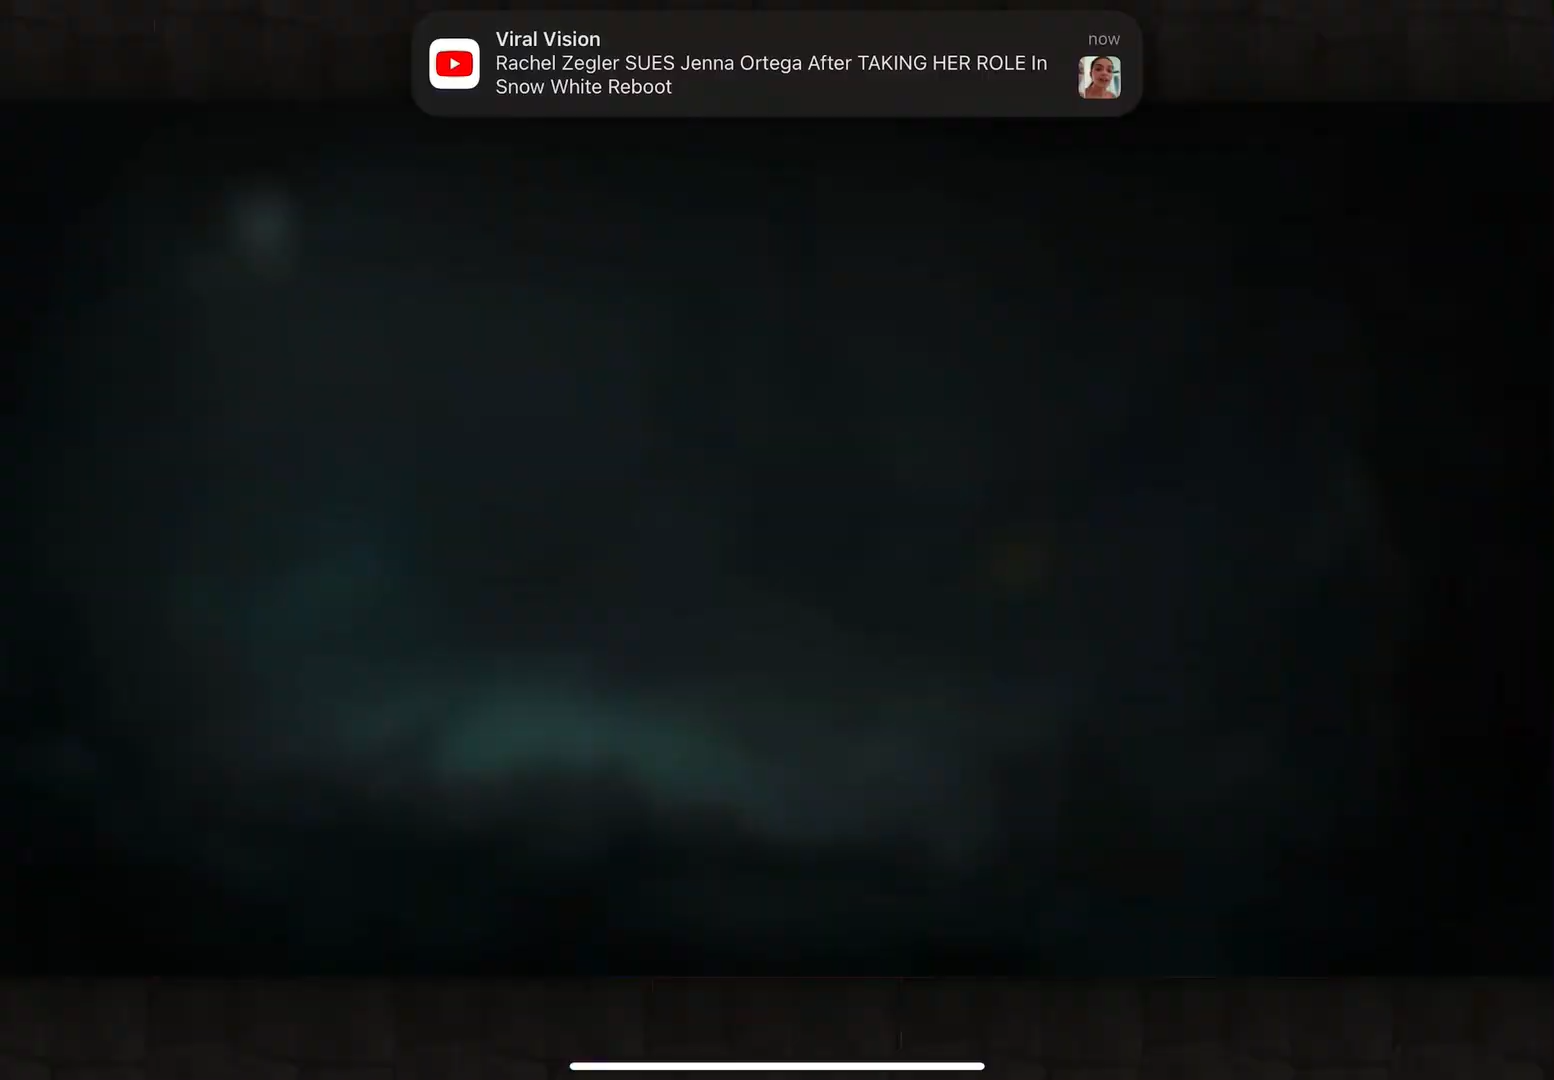 Viral Vision
now
Rachel Zegler SUES Jenna Ortega After TAKING HER ROLE In
Snow White Reboot